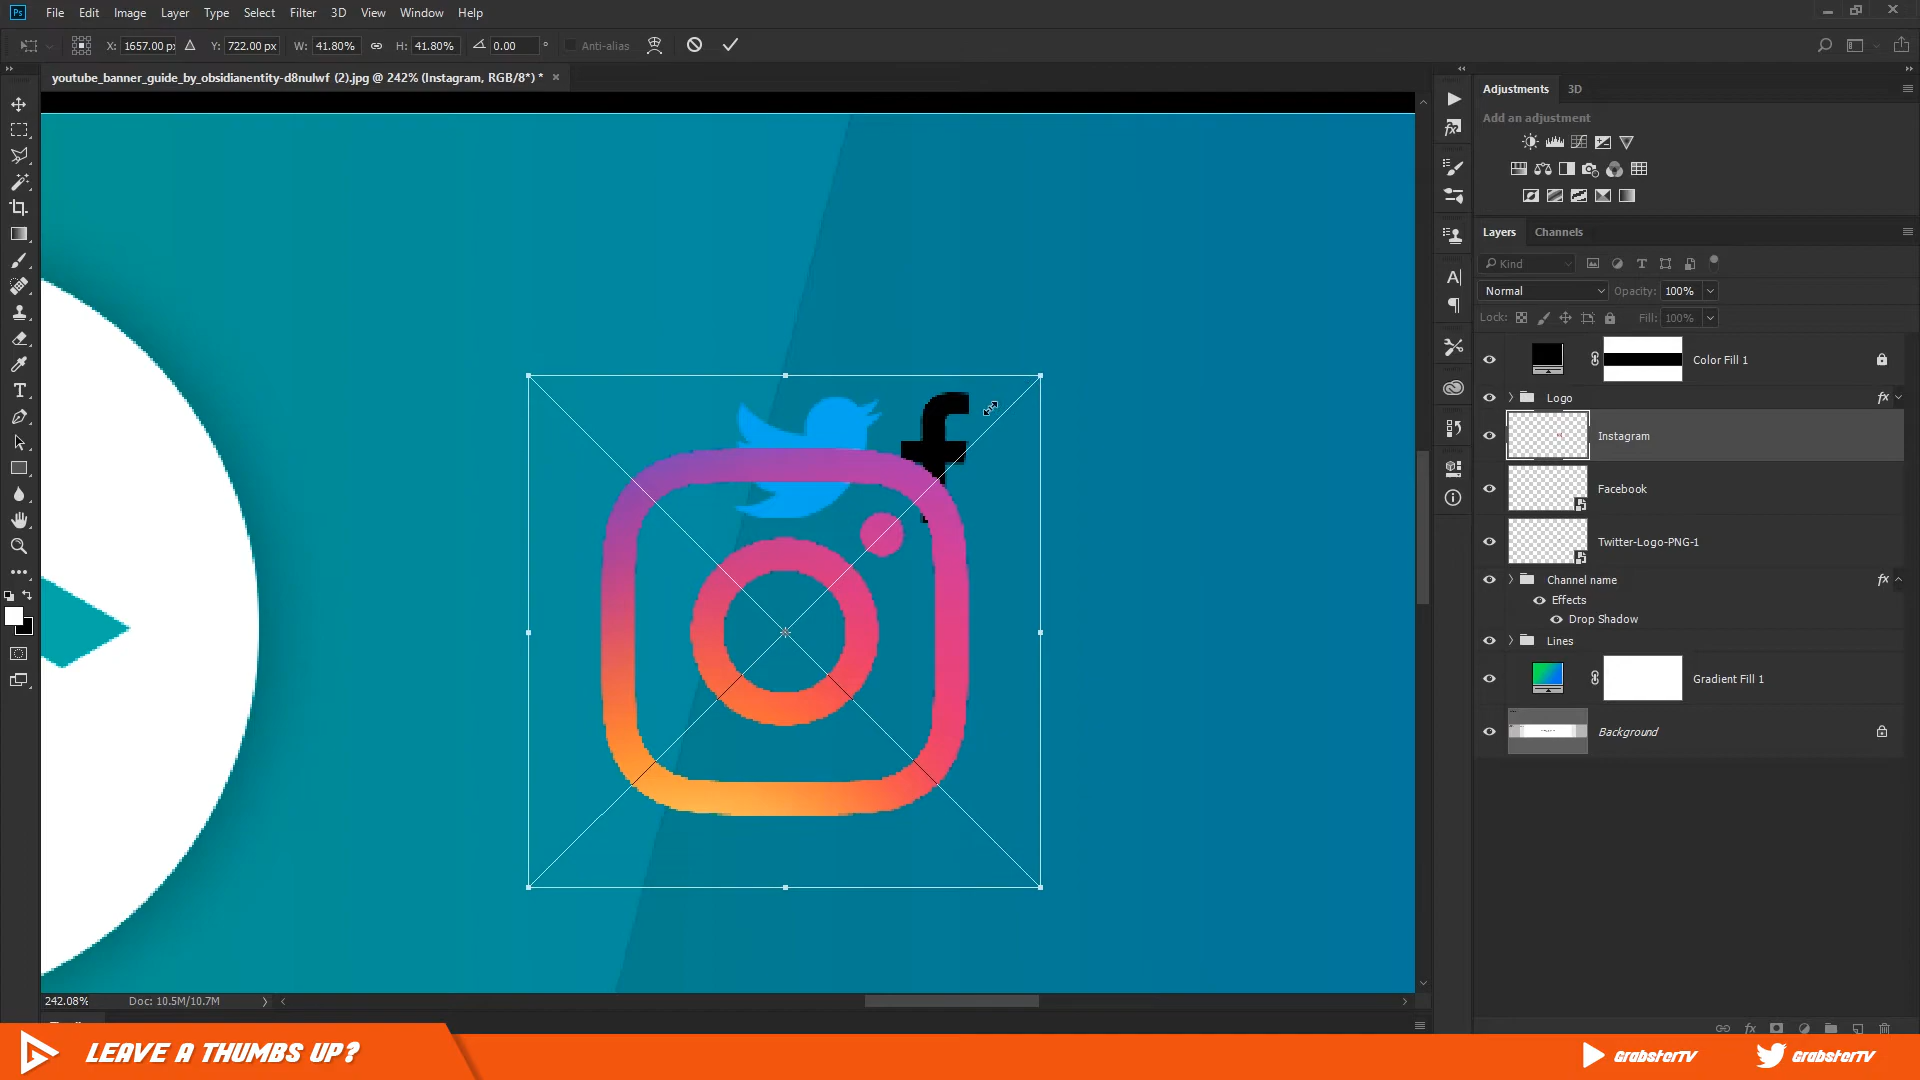 Ps File Edit Image Layer Type Select Filter 3D View Window Help
X: 1657.00 px Y: 722.00 px W: 41.80% H: 41.80% 0.00 ° Anti-alias
youtube_banner_guide_by_obsidianentity-d8nulwf (2).jpg @ 242% (Instagram, RGB/8*) * ×
Adjustments 3D
Add an adjustment
Layers Channels
Kind
Normal Opacity: 100%
Lock: Fill: 100%
Color Fill 1
Logo fx
Instagram
Facebook
Twitter-Logo-PNG-1
Channel name fx
Effects
Drop Shadow
Lines
Gradient Fill 1
Background
242.08% Doc: 10.5M/10.7M
LEAVE A THUMBS UP?
GrabsterTV GrabsterTV